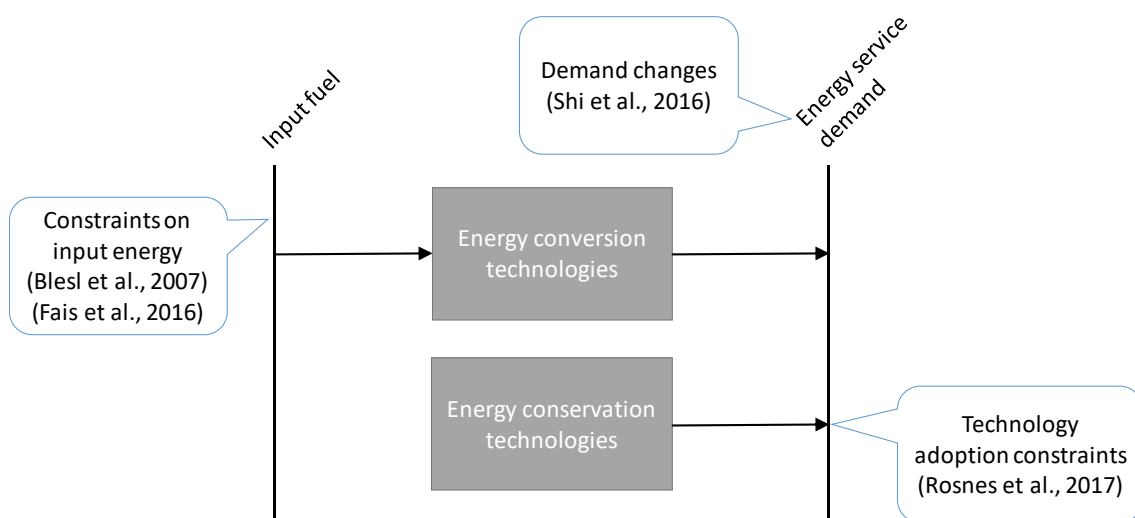 Input fuel
Demand changes
(Shi et al., 2016)
Energy service
demand
Constraints on
input energy
(Blesl et al., 2007)
(Fais et al., 2016)
Energy conversion
technologies
Energy conservation
technologies
Technology
adoption constraints
(Rosnes et al., 2017)